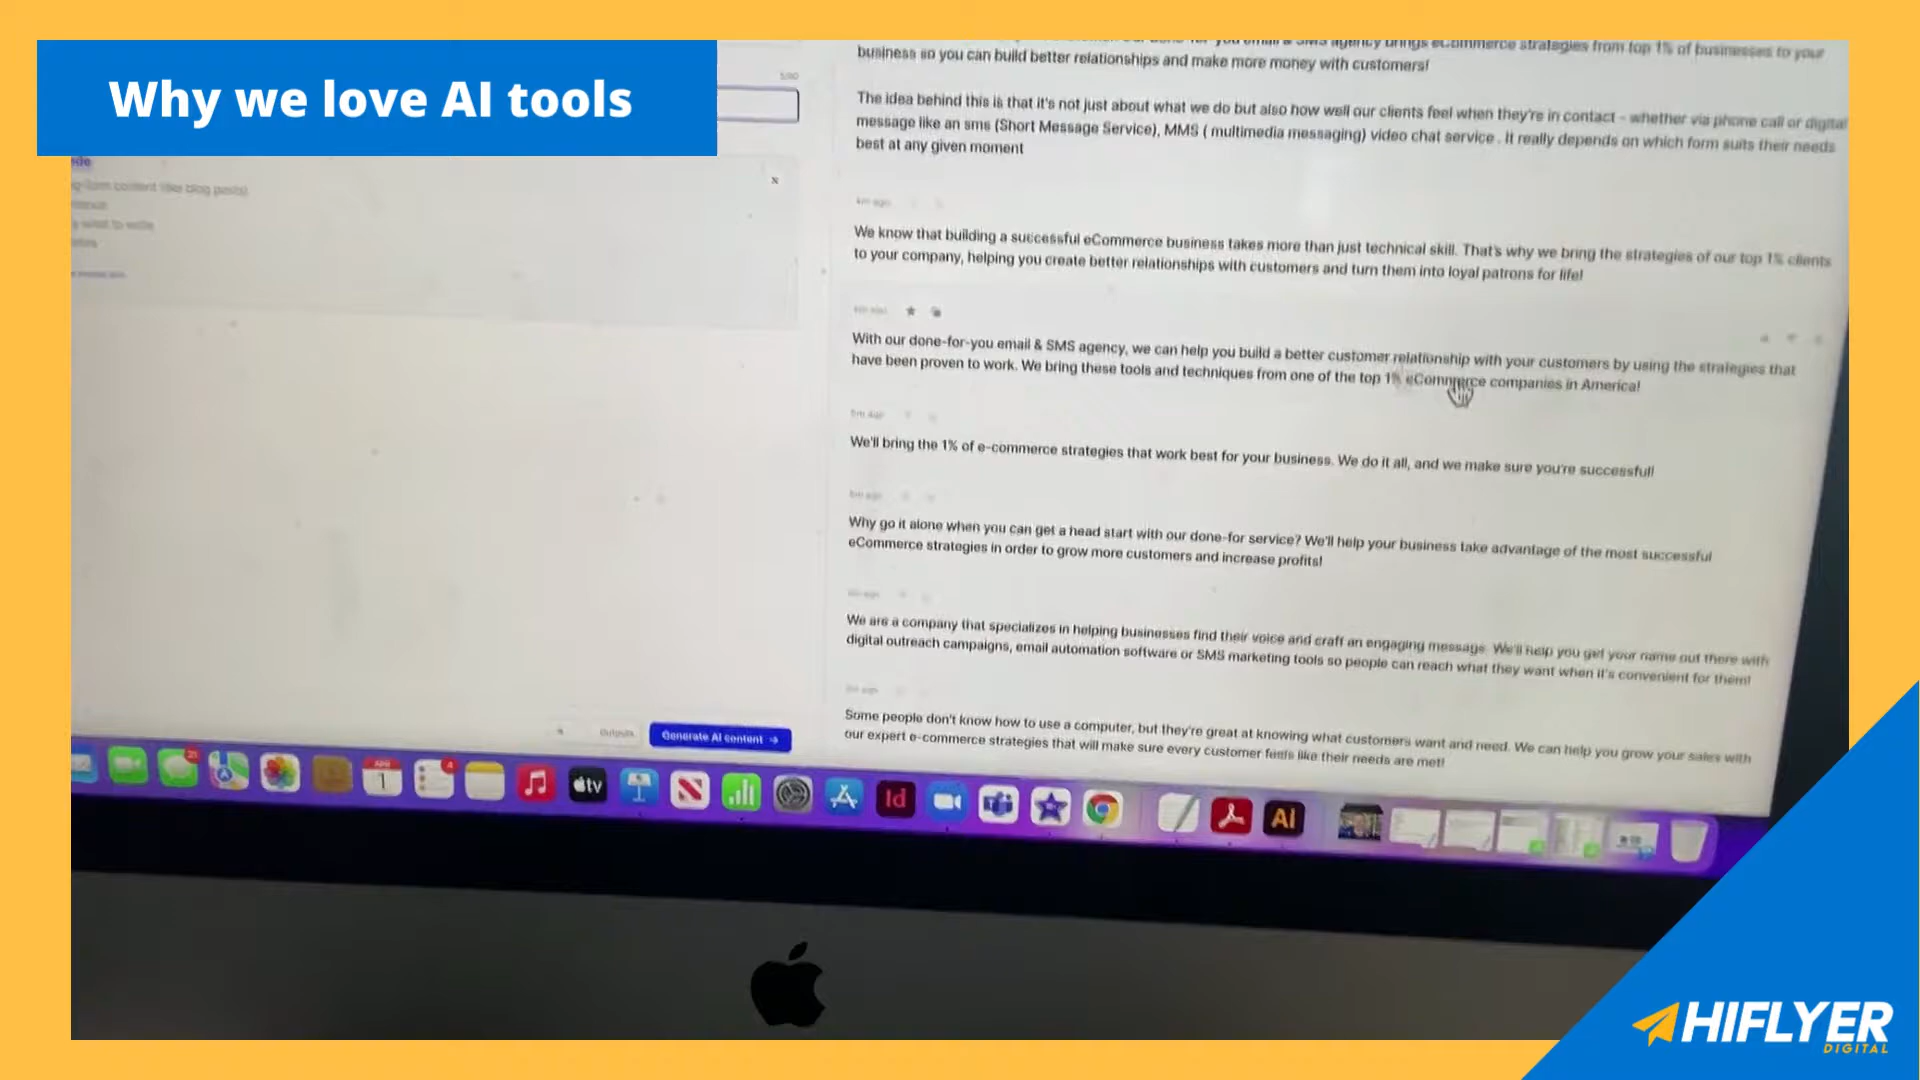 Why we love AI tools
business so you can build better relationships and make more money with customers!
The idea behind this is that it's not just about what we do but also how well our clients feel when they're in contact - whether via phone call or digital
message like an sms (Short Message Service), MMS ( multimedia messaging) video chat service . It really depends on which form suits their needs
best at any given moment
We know that building a successful eCommerce business takes more than just technical skill. That's why we bring the strategies of our top 1% clients
to your company, helping you create better relationships with customers and turn them into loyal patrons for life!
With our done-for-you email & SMS agency, we can help you build a better customer relationship with your customers by using the strategies that
have been proven to work. We bring these tools and techniques from one of the top 1% eCommerce companies in America!
We'll bring the 1% of e-commerce strategies that work best for your business. We do it all, and we make sure you're successful!
Why go it alone when you can get a head start with our done-for service? We'll help your business take advantage of the most successful
eCommerce strategies in order to grow more customers and increase profits!
We are a company that specializes in helping businesses find their voice and craft an engaging message. We'll help you get your name out there with
digital outreach campaigns, email automation software or SMS marketing tools so people can reach what they want when it's convenient for them!
Some people don't know how to use a computer, but they're great at knowing what customers want and need. We can help you grow your sales with
our expert e-commerce strategies that will make sure every customer feels like their needs are met!
Outputs
Generate AI content →
APR
1
tv
Id
Ai
HIFLYER
DIGITAL